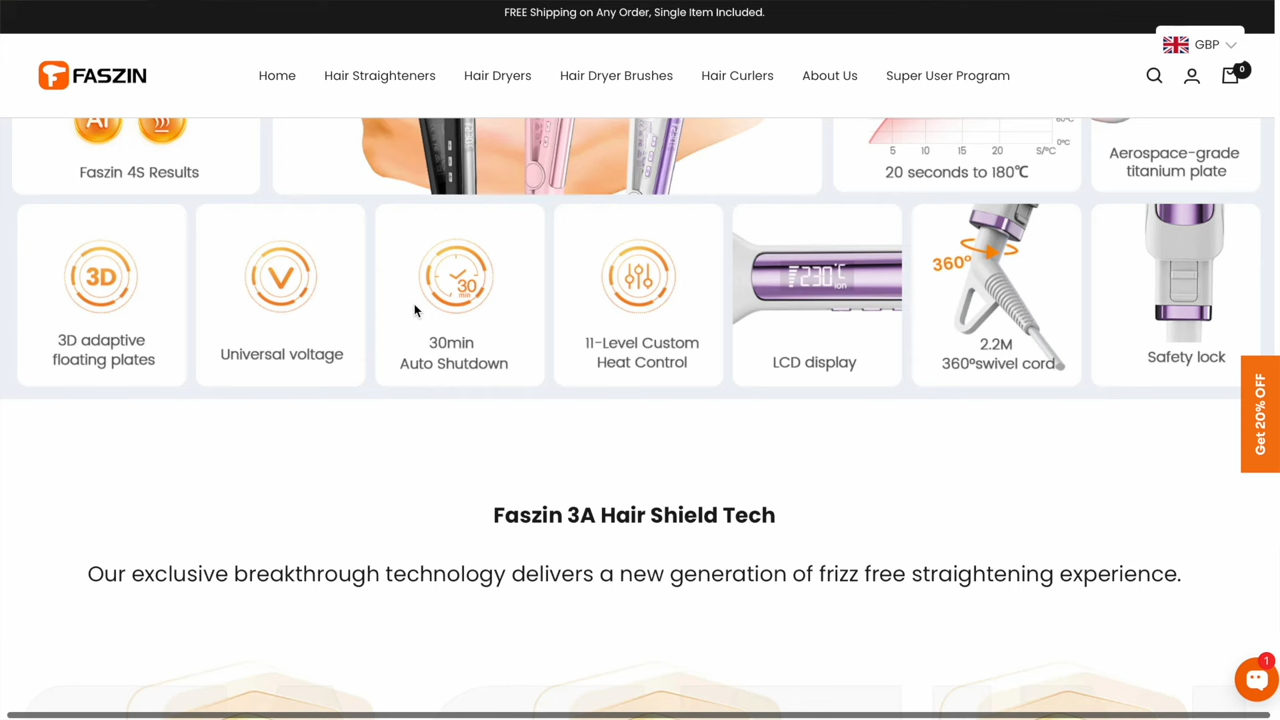 FREE Shipping on Any Order, Single Item Included.
GBP
FASZIN
Home
Hair Straighteners
Hair Dryers
Hair Dryer Brushes
Hair Curlers
About Us
Super User Program
0
AI
Faszin 4S Results
60°C
0°C
5 10 15 20 S/°C
20 seconds to 180℃
Aerospace-grade
titanium plate
3D
3D adaptive
floating plates
V
Universal voltage
30
min
30min
Auto Shutdown
11-Level Custom
Heat Control
230℃
ion
LCD display
360°
2.2M
360°swivel cord
Safety lock
Get 20% OFF
Faszin 3A Hair Shield Tech
Our exclusive breakthrough technology delivers a new generation of frizz free straightening experience.
1